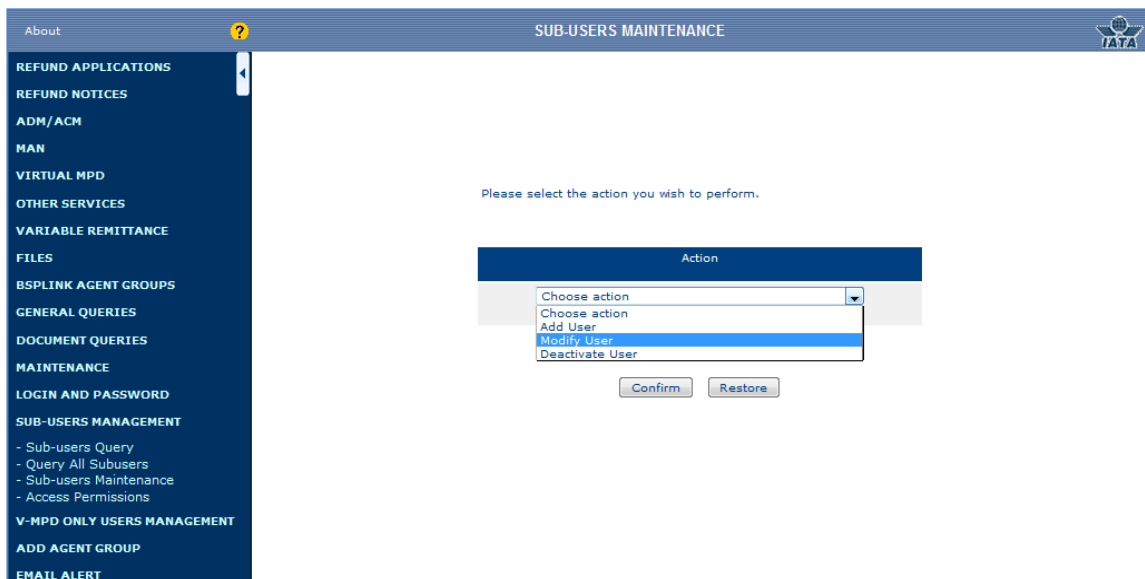 About
?
SUB-USERS MAINTENANCE
IATA
REFUND APPLICATIONS
REFUND NOTICES
ADM/ACM
MAN
VIRTUAL MPD
OTHER SERVICES
VARIABLE REMITTANCE
FILES
BSPLINK AGENT GROUPS
GENERAL QUERIES
DOCUMENT QUERIES
MAINTENANCE
LOGIN AND PASSWORD
SUB-USERS MANAGEMENT
- Sub-users Query
- Query All Subusers
- Sub-users Maintenance
- Access Permissions
V-MPD ONLY USERS MANAGEMENT
ADD AGENT GROUP
EMAIL ALERT
Please select the action you wish to perform.
Action
Choose action
Choose action
Add User
Modify User
Deactivate User
Confirm Restore